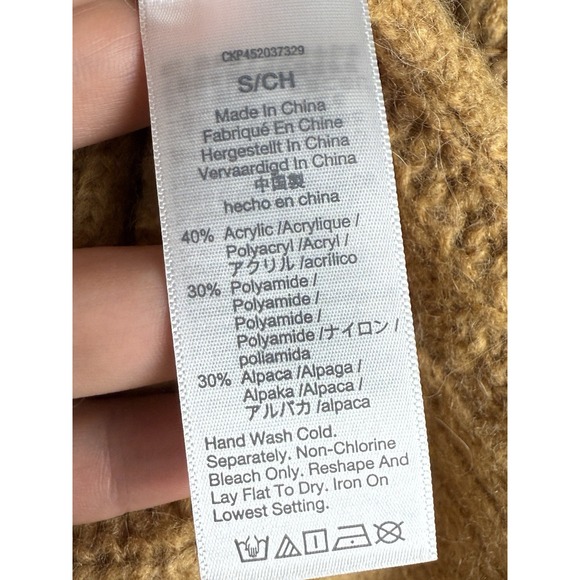 CKP452037329
S/CH
Made In China
Fabriqué En Chine
Hergestellt In China
Vervaardigd In China
中国製
hecho en china
40% Acrylic /Acrylique /
Polyacryl /Acryl /
アクリル /acrílico
30% Polyamide /
Polyamide /
Polyamide /
Polyamide /ナイロン /
poliamida
30% Alpaca /Alpaga /
Alpaka /Alpaca /
アルパカ /alpaca
Hand Wash Cold.
Separately. Non-Chlorine
Bleach Only. Reshape And
Lay Flat To Dry. Iron On
Lowest Setting.